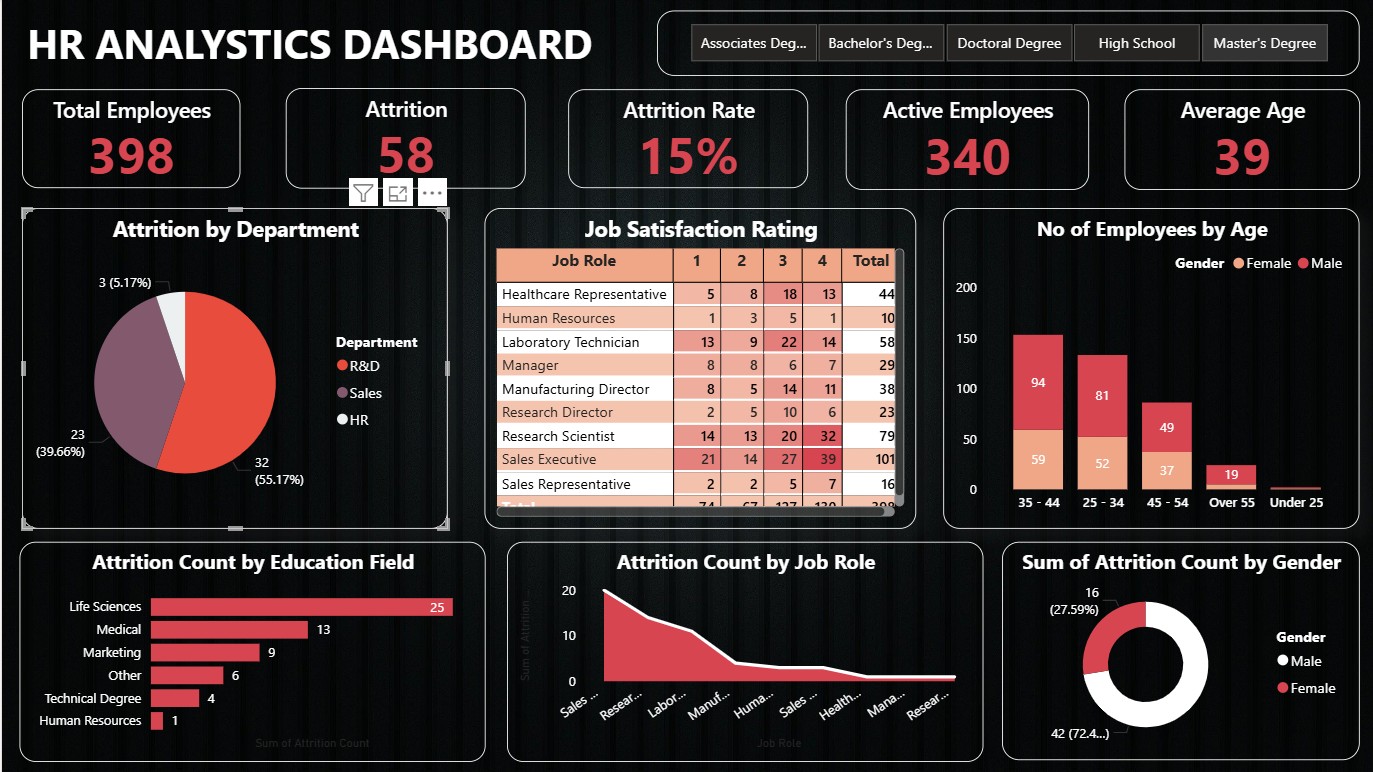 HR ANALYSTICS DASHBOARD
Associates Deg... Bachelor's Deg... Doctoral Degree High School Master's Degree
Total Employees
398
Attrition
58
Attrition Rate
15%
Active Employees
340
Average Age
39
Attrition by Department
3 (5.17%)
23
(39.66%)
32
(55.17%)
Department
R&D
Sales
HR
Job Satisfaction Rating
Job Role 1 2 3 4 Total
Healthcare Representative 5 8 18 13 44
Human Resources 1 3 5 1 10
Laboratory Technician 13 9 22 14 58
Manager 8 8 6 7 29
Manufacturing Director 8 5 14 11 38
Research Director 2 5 10 6 23
Research Scientist 14 13 20 32 79
Sales Executive 21 14 27 39 101
Sales Representative 2 2 5 7 16
Total 74 67 127 130 398
No of Employees by Age
Gender Female Male
200
150
100
50
0
94
59
81
52
49
37
19
35 - 44 25 - 34 45 - 54 Over 55 Under 25
Attrition Count by Education Field
Life Sciences 25
Medical 13
Marketing 9
Other 6
Technical Degree 4
Human Resources 1
Sum of Attrition Count
Attrition Count by Job Role
Sum of Attrition
20
10
0
Sales ... Resear... Labor... Manuf... Huma... Sales ... Health... Mana... Resear...
Job Role
Sum of Attrition Count by Gender
16
(27.59%)
42 (72.4...)
Gender
Male
Female